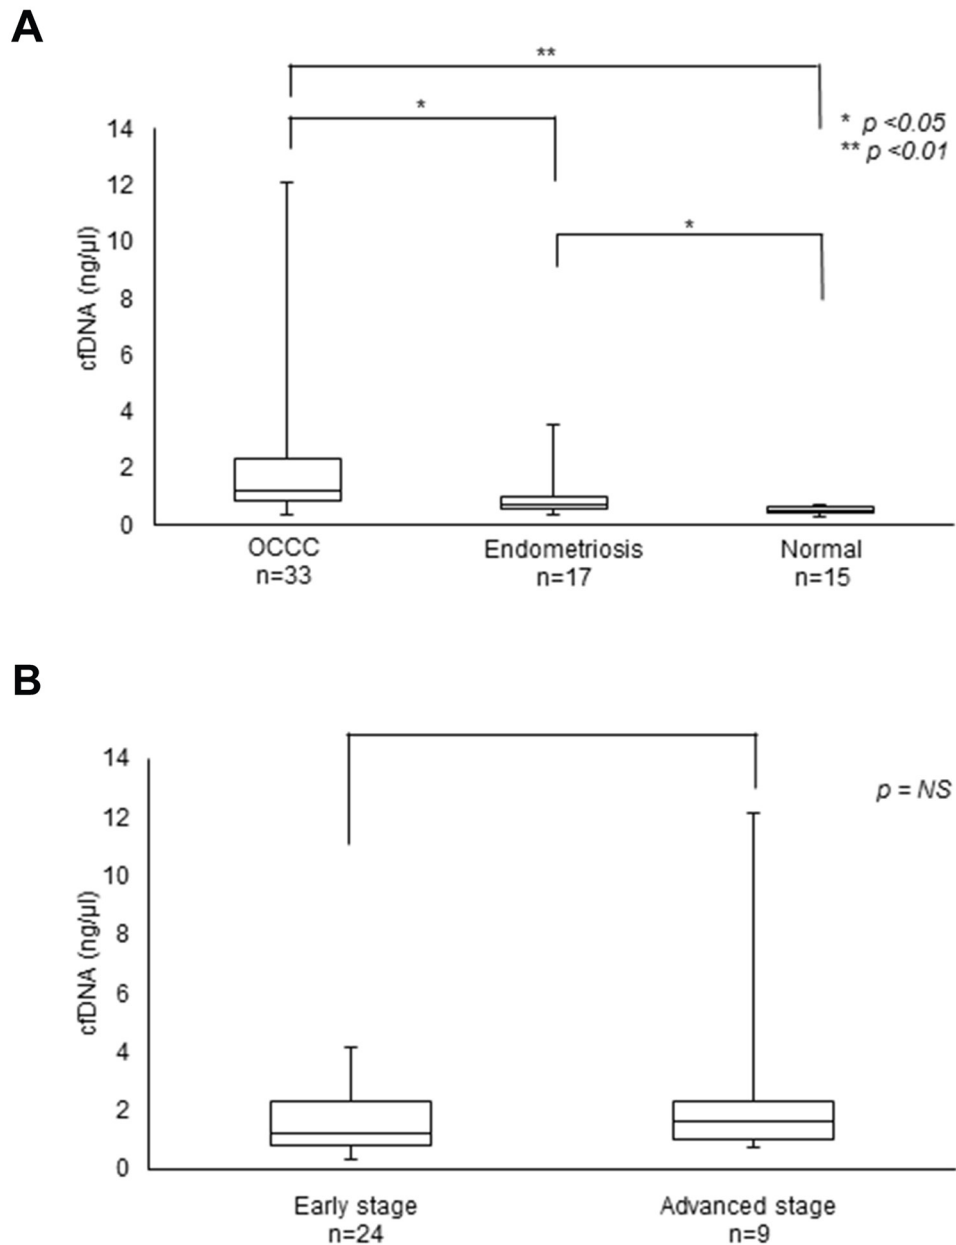 A
**
*
* p <0.05
** p <0.01
*
14
12
10
8
6
4
2
0
cfDNA (ng/µl)
OCCC
n=33
Endometriosis
n=17
Normal
n=15
B
p = NS
14
12
10
8
6
4
2
0
cfDNA (ng/µl)
Early stage
n=24
Advanced stage
n=9